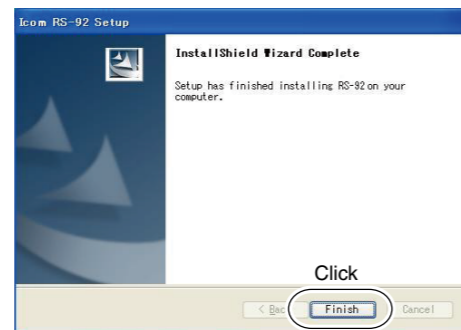 Icom RS-92 Setup
InstallShield Wizard Complete
Setup has finished installing RS-92 on your
computer.
Click
< Bac Finish Cancel